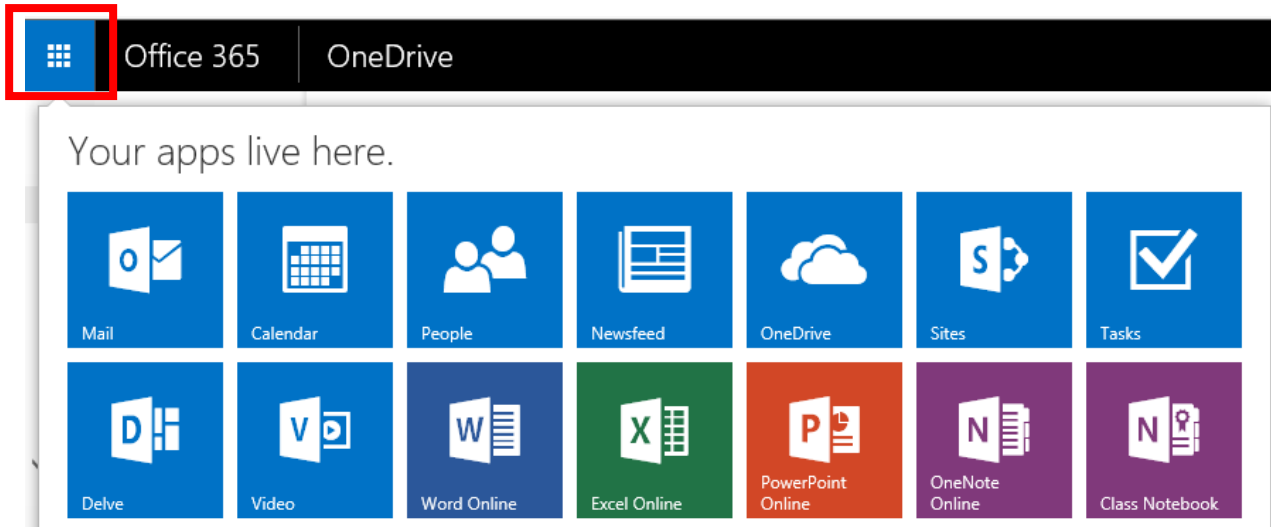 Office 365 OneDrive
Your apps live here.
O
S
Mail Calendar People Newsfeed OneDrive Sites Tasks
D V W X P N N
Delve Video Word Online Excel Online PowerPoint Online OneNote Online Class Notebook